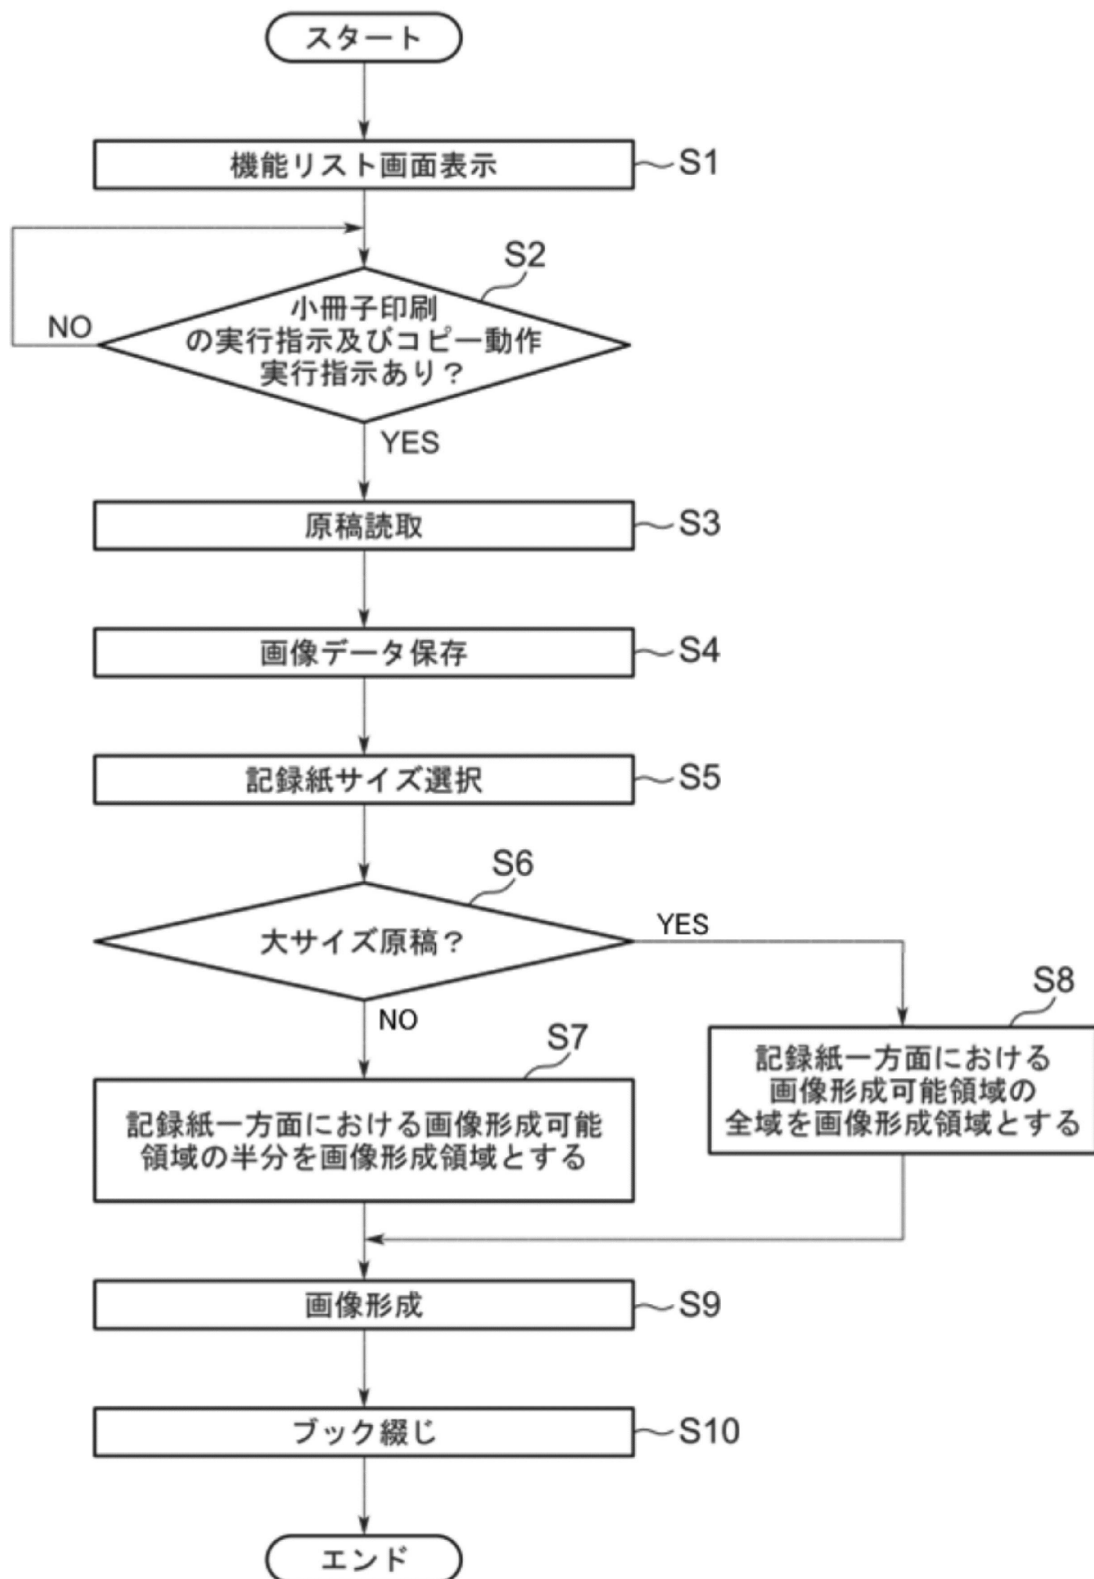 スタート
機能リスト画面表示
S1
S2
小冊子印刷
の実行指示及びコピー動作
実行指示あり？
NO
YES
原稿読取
S3
画像データ保存
S4
記録紙サイズ選択
S5
S6
大サイズ原稿？
YES
NO
S7
記録紙一方面における画像形成可能
領域の半分を画像形成領域とする
S8
記録紙一方面における
画像形成可能領域の
全域を画像形成領域とする
画像形成
S9
ブック綴じ
S10
エンド